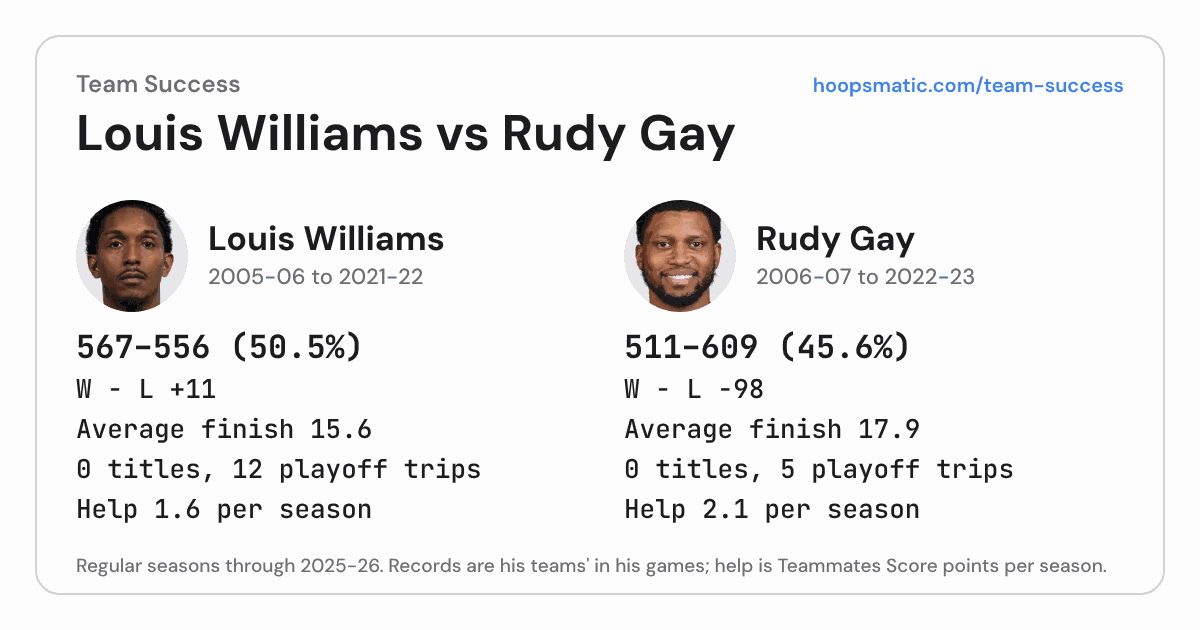 Team Success
hoopsmatic.com/team-success
Louis Williams vs Rudy Gay
Louis Williams
2005-06 to 2021-22
567-556 (50.5%)
W - L +11
Average finish 15.6
0 titles, 12 playoff trips
Help 1.6 per season
Rudy Gay
2006-07 to 2022-23
511-609 (45.6%)
W - L -98
Average finish 17.9
0 titles, 5 playoff trips
Help 2.1 per season
Regular seasons through 2025-26. Records are his teams' in his games; help is Teammates Score points per season.